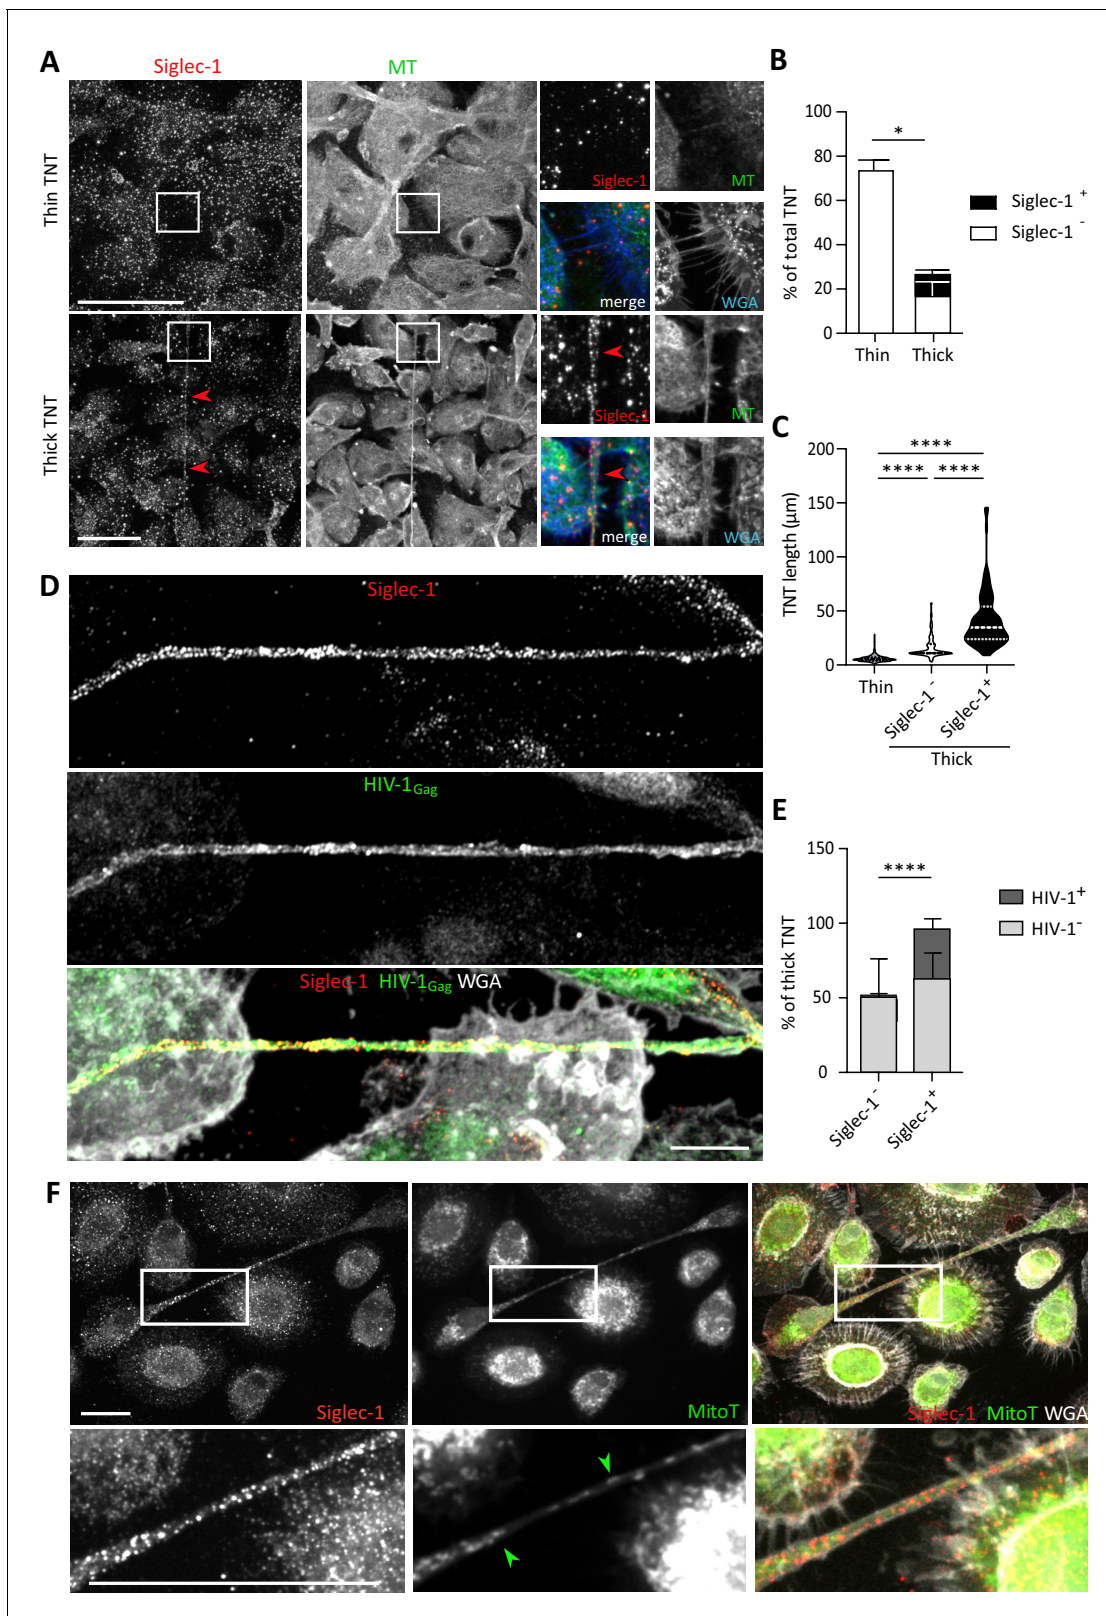 A
Siglec-1
MT
Thin TNT
Siglec-1
MT
merge
WGA
Thick TNT
Siglec-1
MT
merge
WGA
B
% of total TNT
100
80
60
40
20
0
*
Thin
Thick
Siglec-1 +
Siglec-1 -
C
TNT length (µm)
200
150
100
50
0
****
**** ****
Thin
Siglec-1 -
Siglec-1 +
Thick
D
Siglec-1
HIV-1Gag
Siglec-1 HIV-1Gag WGA
E
% of thick TNT
150
100
50
0
****
Siglec-1 -
Siglec-1 +
HIV-1+
HIV-1-
F
Siglec-1
MitoT
Siglec-1 MitoT WGA